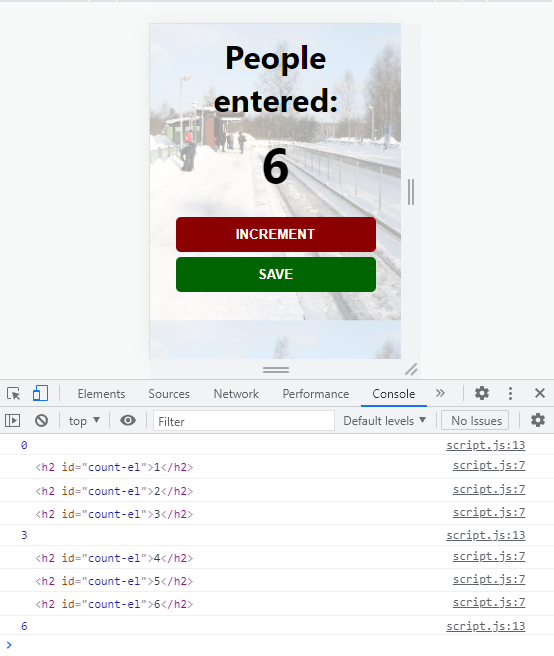 People
entered:
6
INCREMENT
SAVE
Elements Sources Network Performance Console »
top ▼ Filter Default levels ▼ No Issues
0 script.js:13
<h2 id="count-el">1</h2> script.js:7
<h2 id="count-el">2</h2> script.js:7
<h2 id="count-el">3</h2> script.js:7
3 script.js:13
<h2 id="count-el">4</h2> script.js:7
<h2 id="count-el">5</h2> script.js:7
<h2 id="count-el">6</h2> script.js:7
6 script.js:13